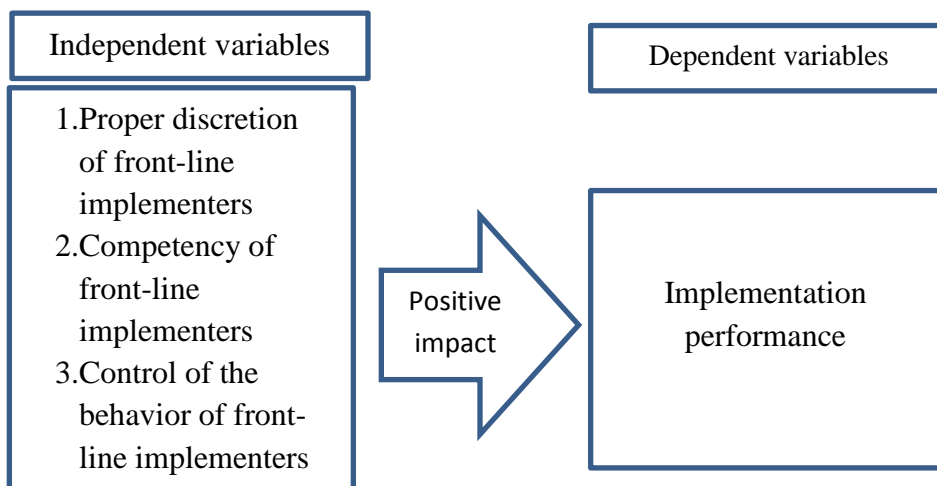 Independent variables
Dependent variables
1.Proper discretion
of front-line
implementers
2.Competency of
front-line
implementers
3.Control of the
behavior of front-
line implementers
Positive
impact
Implementation
performance